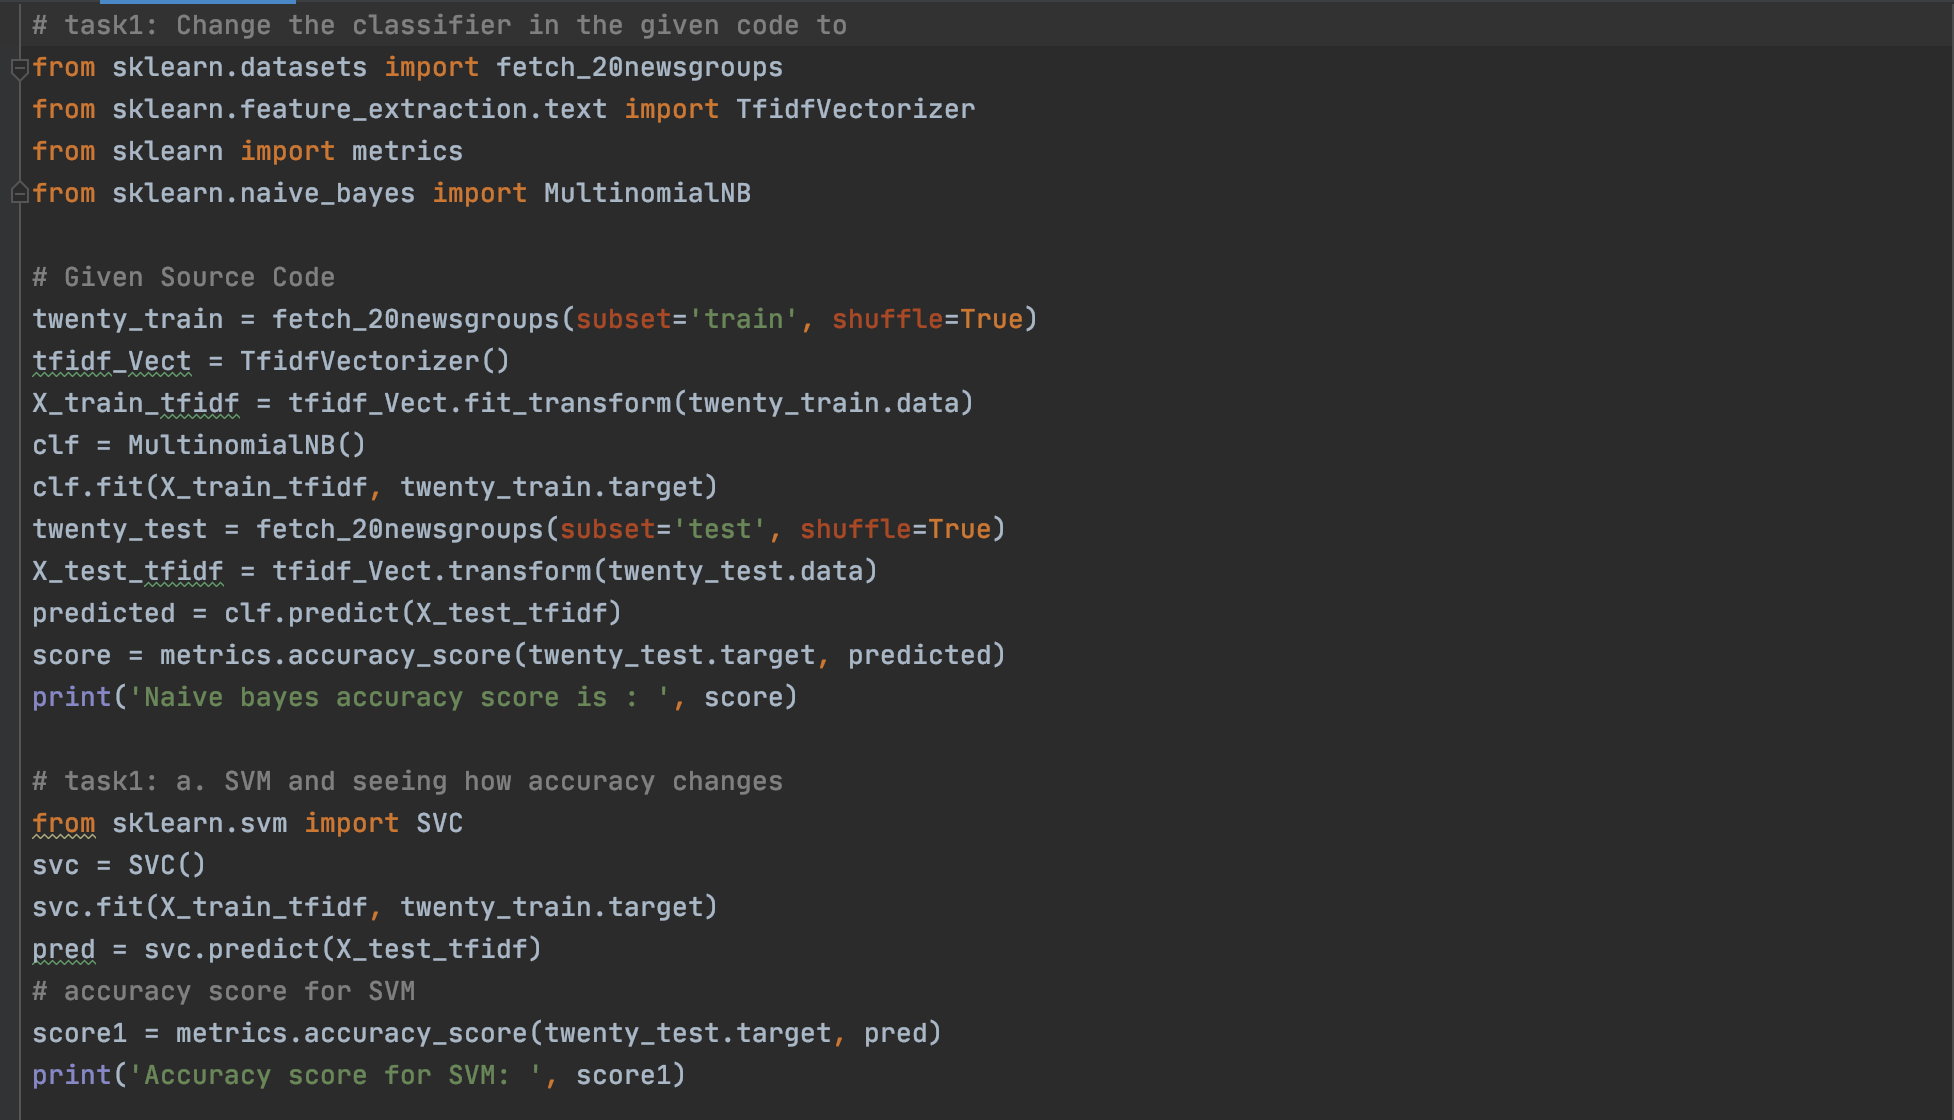 # task1: Change the classifier in the given code to
from sklearn.datasets import fetch_20newsgroups
from sklearn.feature_extraction.text import TfidfVectorizer
from sklearn import metrics
from sklearn.naive_bayes import MultinomialNB
# Given Source Code
twenty_train = fetch_20newsgroups(subset='train', shuffle=True)
tfidf_Vect = TfidfVectorizer()
X_train_tfidf = tfidf_Vect.fit_transform(twenty_train.data)
clf = MultinomialNB()
clf.fit(X_train_tfidf, twenty_train.target)
twenty_test = fetch_20newsgroups(subset='test', shuffle=True)
X_test_tfidf = tfidf_Vect.transform(twenty_test.data)
predicted = clf.predict(X_test_tfidf)
score = metrics.accuracy_score(twenty_test.target, predicted)
print('Naive bayes accuracy score is : ', score)
# task1: a. SVM and seeing how accuracy changes
from sklearn.svm import SVC
svc = SVC()
svc.fit(X_train_tfidf, twenty_train.target)
pred = svc.predict(X_test_tfidf)
# accuracy score for SVM
score1 = metrics.accuracy_score(twenty_test.target, pred)
print('Accuracy score for SVM: ', score1)